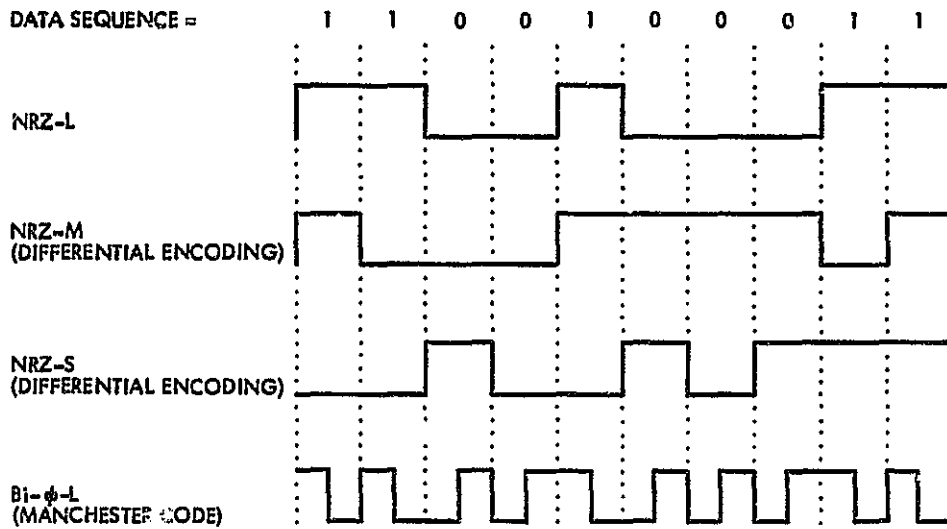 DATA SEQUENCE = 1 1 0 0 1 0 0 0 1 1
NRZ-L
NRZ-M
(DIFFERENTIAL ENCODING)
NRZ-S
(DIFFERENTIAL ENCODING)
Bi-ϕ-L
(MANCHESTER CODE)